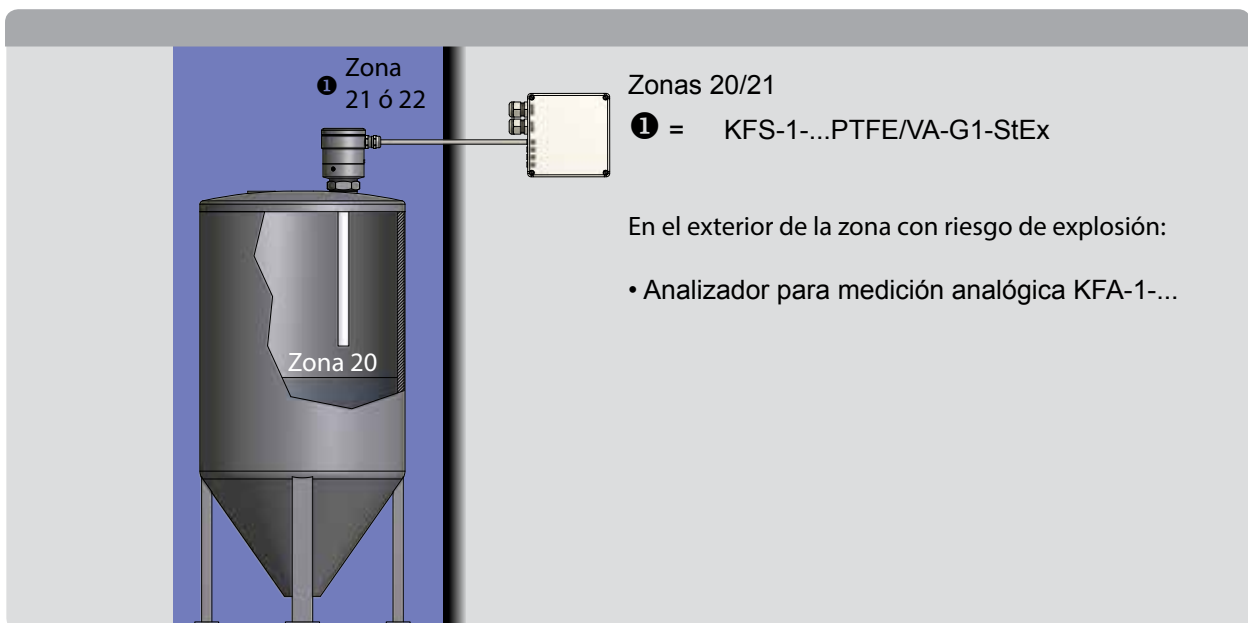 ❶ Zona
21 ó 22
Zona 20
Zonas 20/21
❶ = KFS-1-...PTFE/VA-G1-StEx
En el exterior de la zona con riesgo de explosión:
• Analizador para medición analógica KFA-1-...